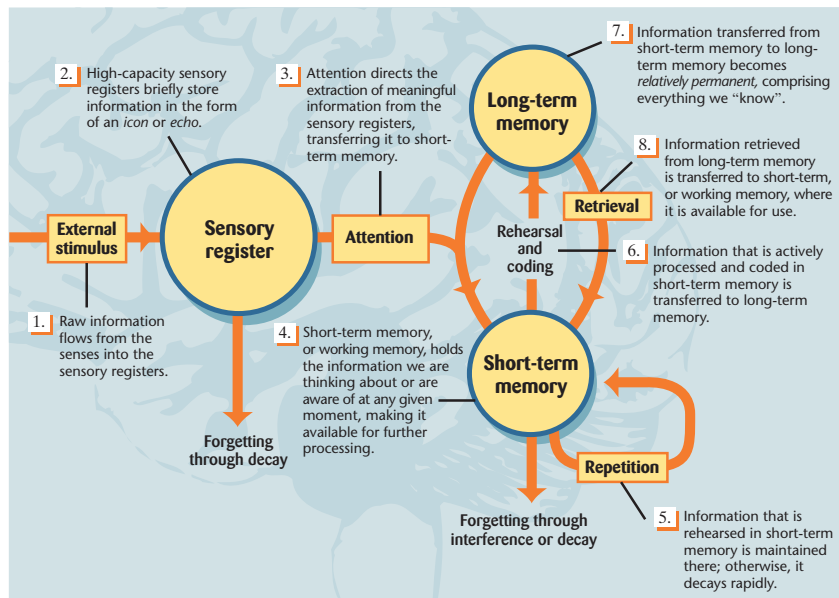 1.
Raw information
flows from the
senses into the
sensory registers.
External
stimulus
2.
High-capacity sensory
registers briefly store
information in the form
of an icon or echo.
Sensory
register
Forgetting
through decay
3.
Attention directs the
extraction of meaningful
information from the
sensory registers,
transferring it to short-
term memory.
Attention
4.
Short-term memory,
or working memory, holds
the information we are
thinking about or are
aware of at any given
moment, making it
available for further
processing.
Short-term
memory
Forgetting through
interference or decay
Repetition
5.
Information that is
rehearsed in short-term
memory is maintained
there; otherwise, it
decays rapidly.
Rehearsal
and
coding
6.
Information that is actively
processed and coded in
short-term memory is
transferred to long-term
memory.
Long-term
memory
7.
Information transferred from
short-term memory to long-
term memory becomes
relatively permanent, comprising
everything we “know”.
Retrieval
8.
Information retrieved
from long-term memory
is transferred to short-term,
or working memory, where
it is available for use.